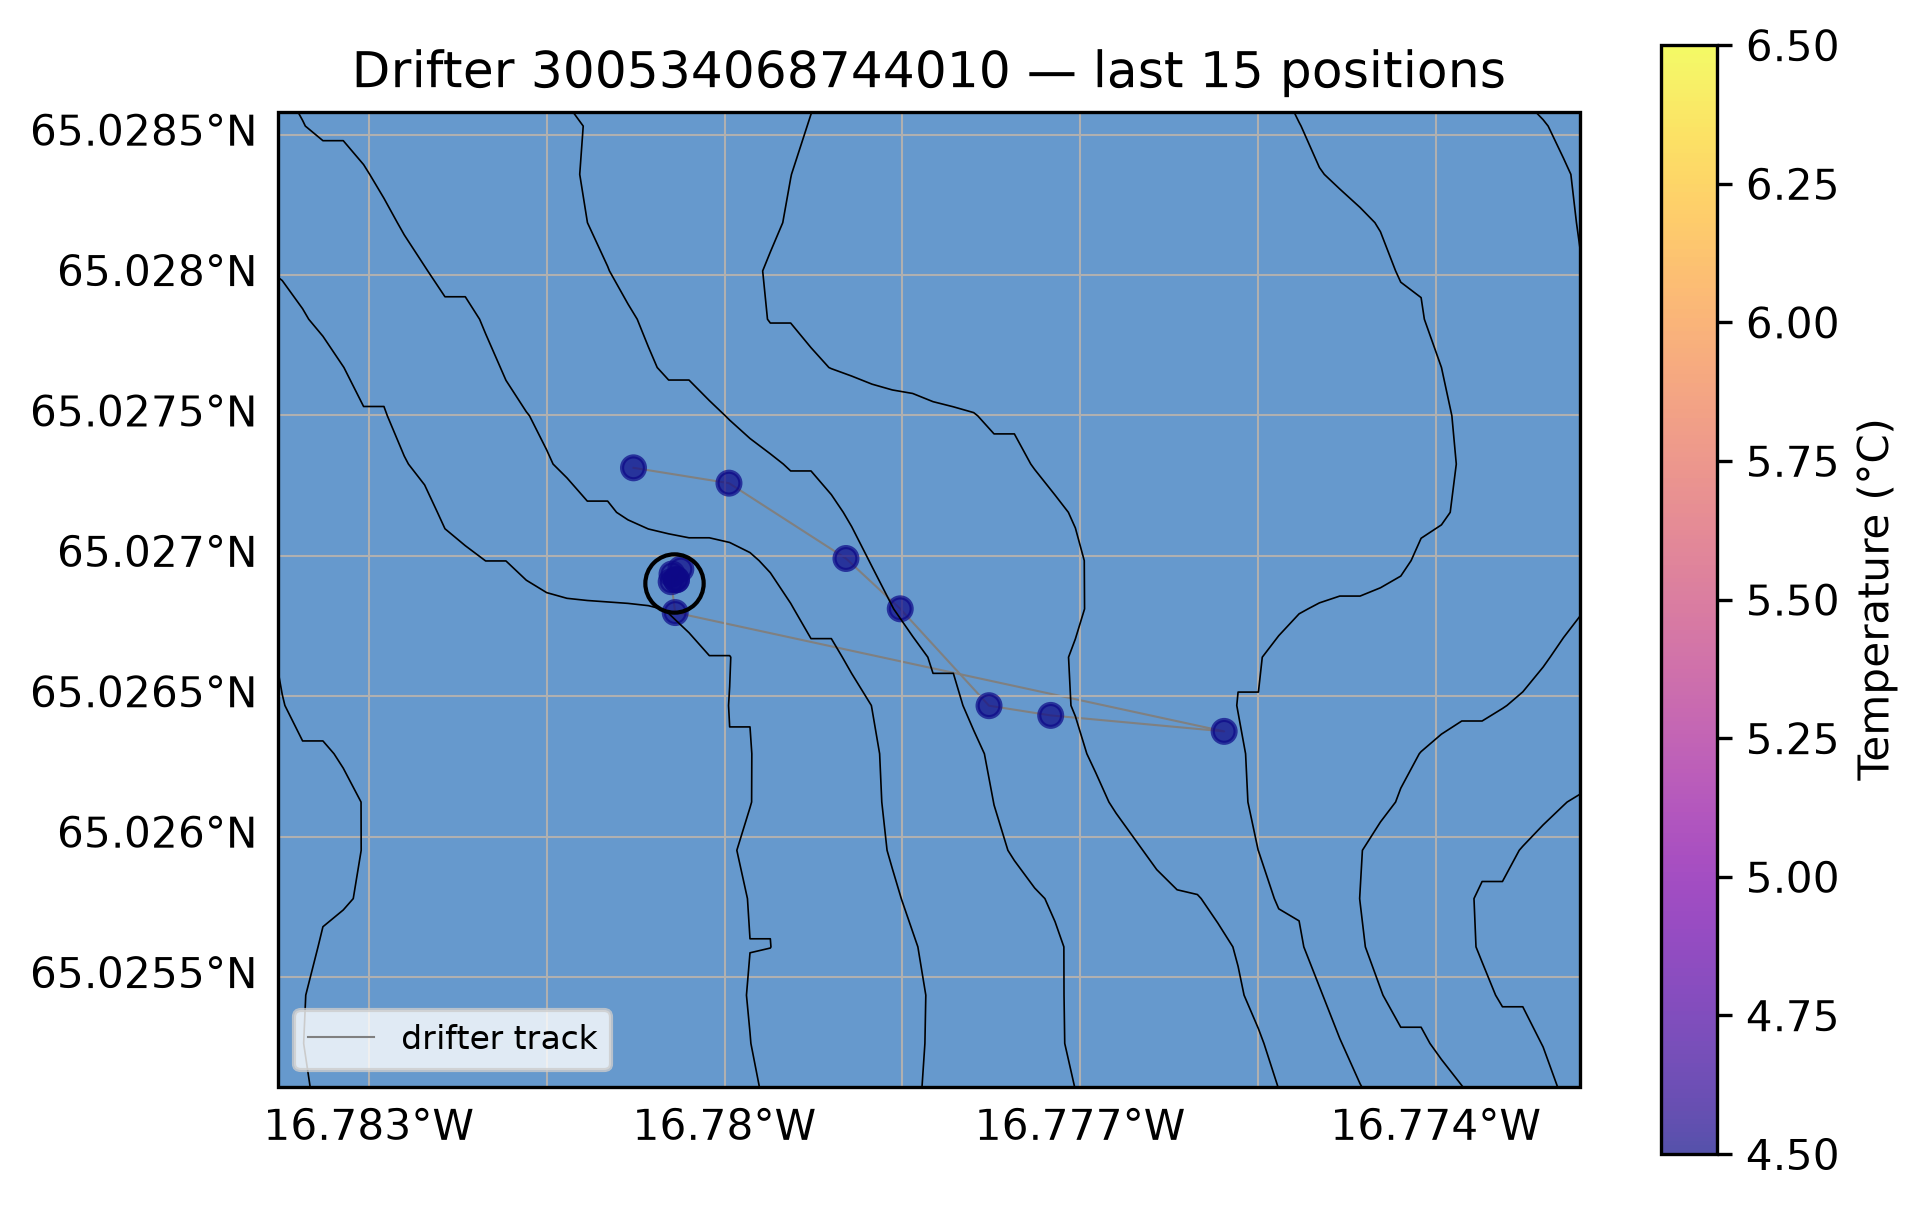 Drifter 300534068744010 — last 15 positions
65.0285°N
65.028°N
65.0275°N
65.027°N
65.0265°N
65.026°N
65.0255°N
16.783°W
16.78°W
16.777°W
16.774°W
drifter track
6.50
6.25
6.00
5.75
5.50
5.25
5.00
4.75
4.50
Temperature (°C)